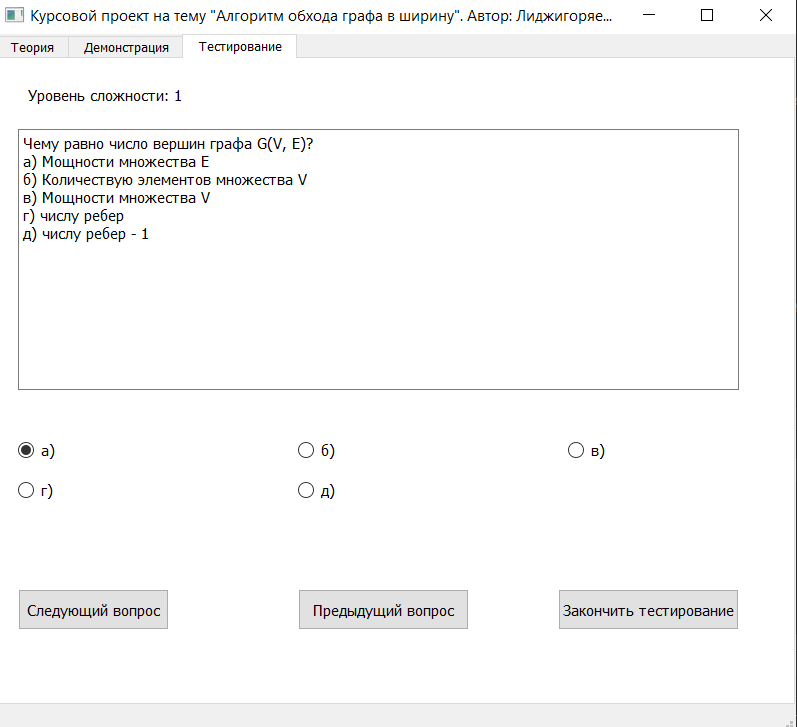 Курсовой проект на тему "Алгоритм обхода графа в ширину". Автор: Лиджигоряе...
Теория Демонстрация Тестирование
Уровень сложности: 1
Чему равно число вершин графа G(V, E)?
а) Мощности множества E
б) Количествую элементов множества V
в) Мощности множества V
г) числу ребер
д) числу ребер - 1
а) б) в)
г) д)
Следующий вопрос Предыдущий вопрос Закончить тестирование